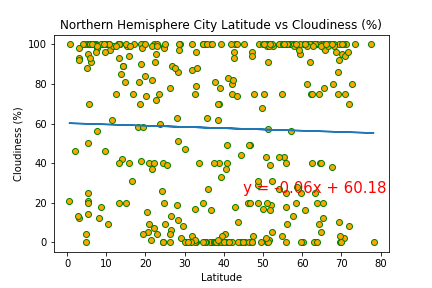 Northern Hemisphere City Latitude vs Cloudiness (%)
100
80
60
40
20
0
Cloudiness (%)
y = -0.06x + 60.18
0 10 20 30 40 50 60 70 80
Latitude